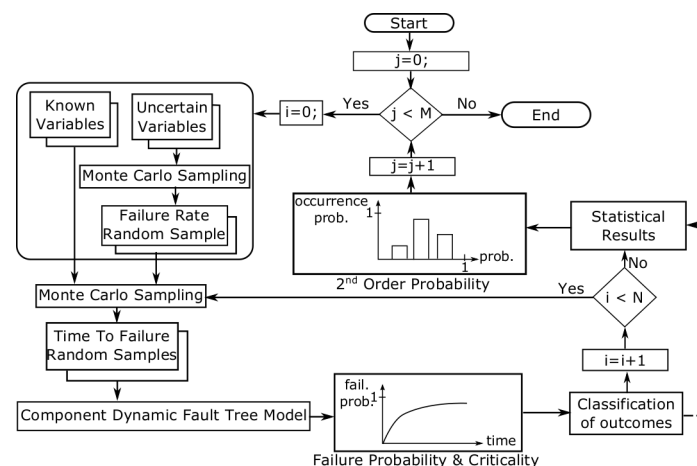 Start
j=0;
Known
Variables
Uncertain
Variables
i=0;
Yes
j < M
No
End
Monte Carlo Sampling
j=j+1
Failure Rate
Random Sample
occurrence
prob.
1
prob.
1
2nd Order Probability
Statistical
Results
No
Monte Carlo Sampling
Yes
i < N
Time To Failure
Random Samples
i=i+1
Component Dynamic Fault Tree Model
fail.
prob.
1
time
Failure Probability & Criticality
Classification
of outcomes